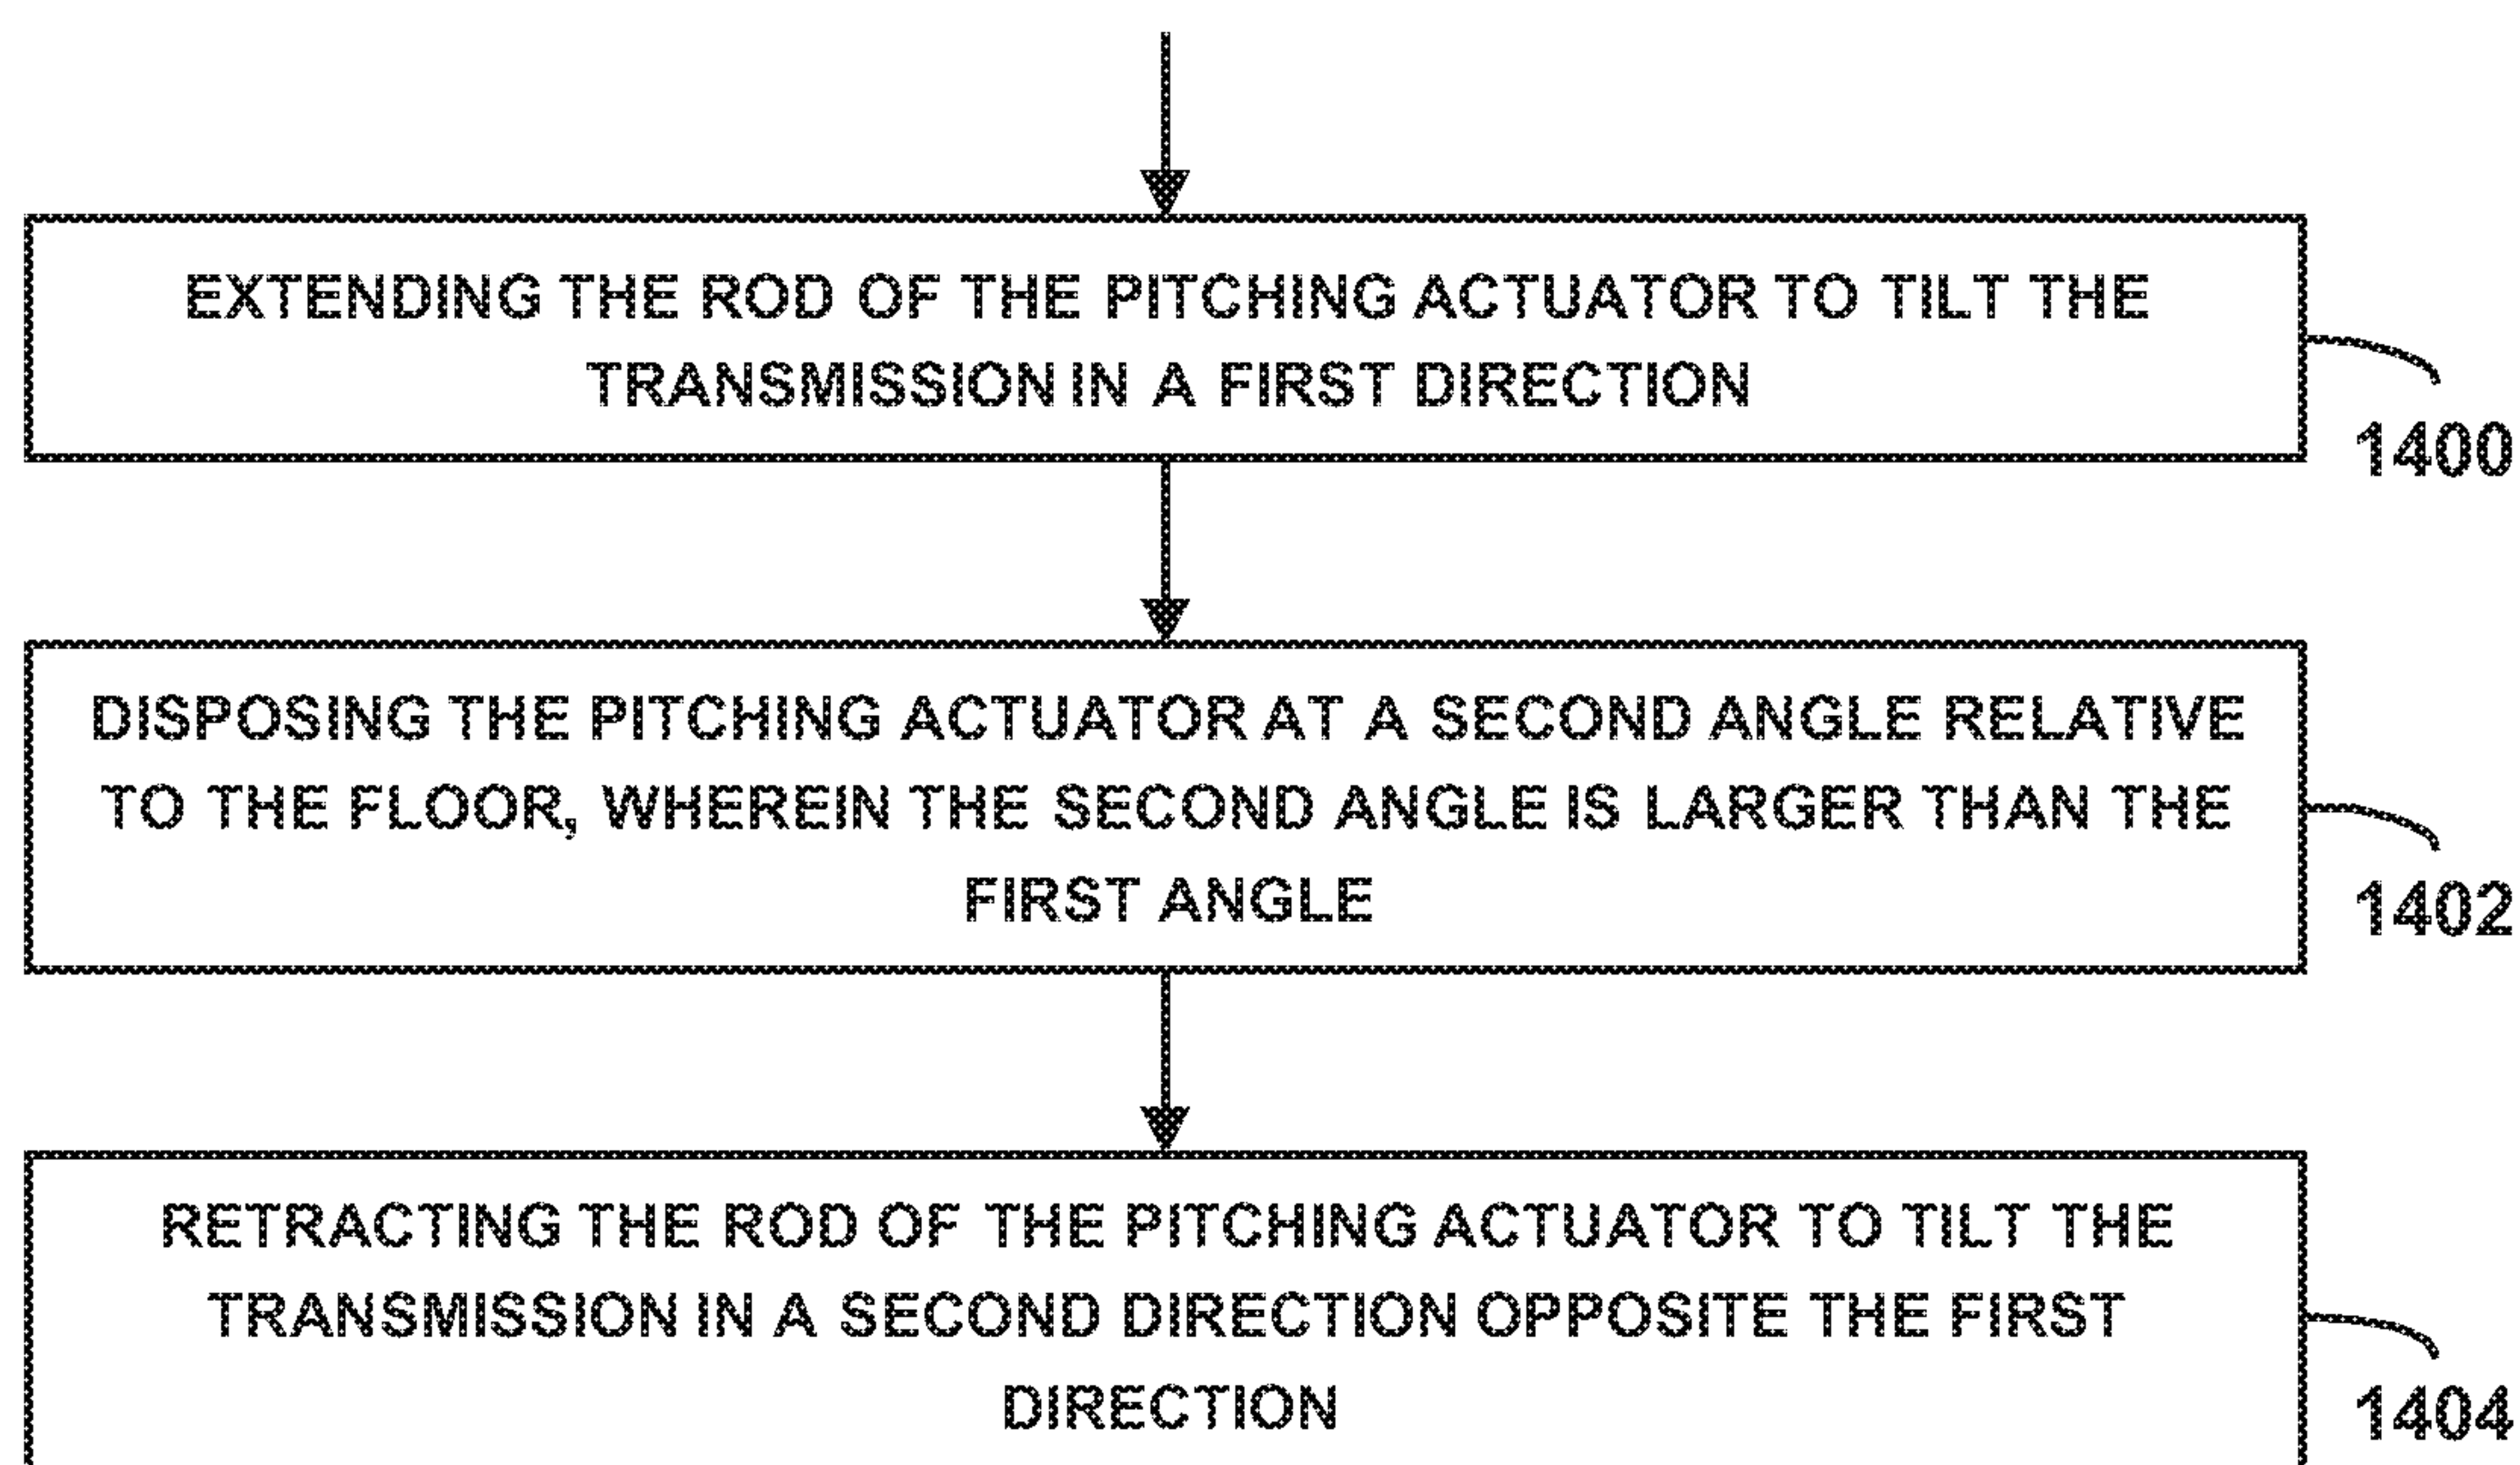 EXTENDING THE ROD OF THE PITCHING ACTUATOR TO TILT THE
TRANSMISSION IN A FIRST DIRECTION
1400
DISPOSING THE PITCHING ACTUATOR AT A SECOND ANGLE RELATIVE
TO THE FLOOR, WHEREIN THE SECOND ANGLE IS LARGER THAN THE
FIRST ANGLE
1402
RETRACTING THE ROD OF THE PITCHING ACTUATOR TO TILT THE
TRANSMISSION IN A SECOND DIRECTION OPPOSITE THE FIRST
DIRECTION
1404